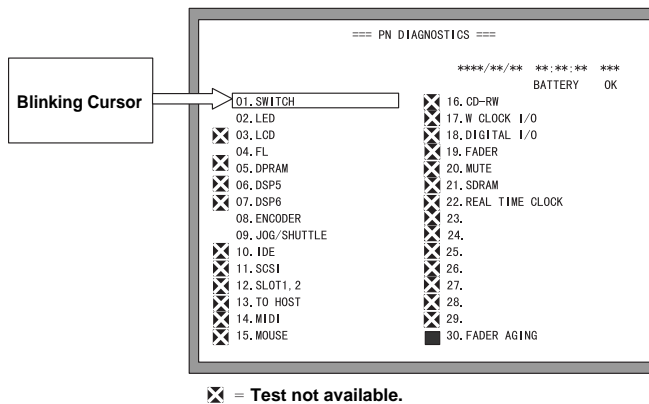 === PN DIAGNOSTICS ===
****/**/** **:**:** ***
BATTERY OK
Blinking Cursor
01. SWITCH
02. LED
03. LCD
04. FL
05. DPRAM
06. DSP5
07. DSP6
08. ENCODER
09. JOG/SHUTTLE
10. IDE
11. SCSI
12. SLOT1, 2
13. TO HOST
14. MIDI
15. MOUSE
16. CD-RW
17. W CLOCK I/O
18. DIGITAL I/O
19. FADER
20. MUTE
21. SDRAM
22. REAL TIME CLOCK
23.
24.
25.
26.
27.
28.
29.
30. FADER AGING
= Test not available.